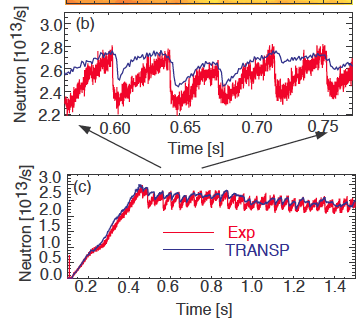 (b)
Neutron [10¹³/s]
3.0
2.8
2.6
2.4
2.2
0.60
0.65
0.70
0.75
Time [s]
(c)
Neutron [10¹³/s]
3.0
2.5
2.0
1.5
1.0
0.5
0.0
Exp
TRANSP
0.2
0.4
0.6
0.8
1.0
1.2
1.4
Time [s]